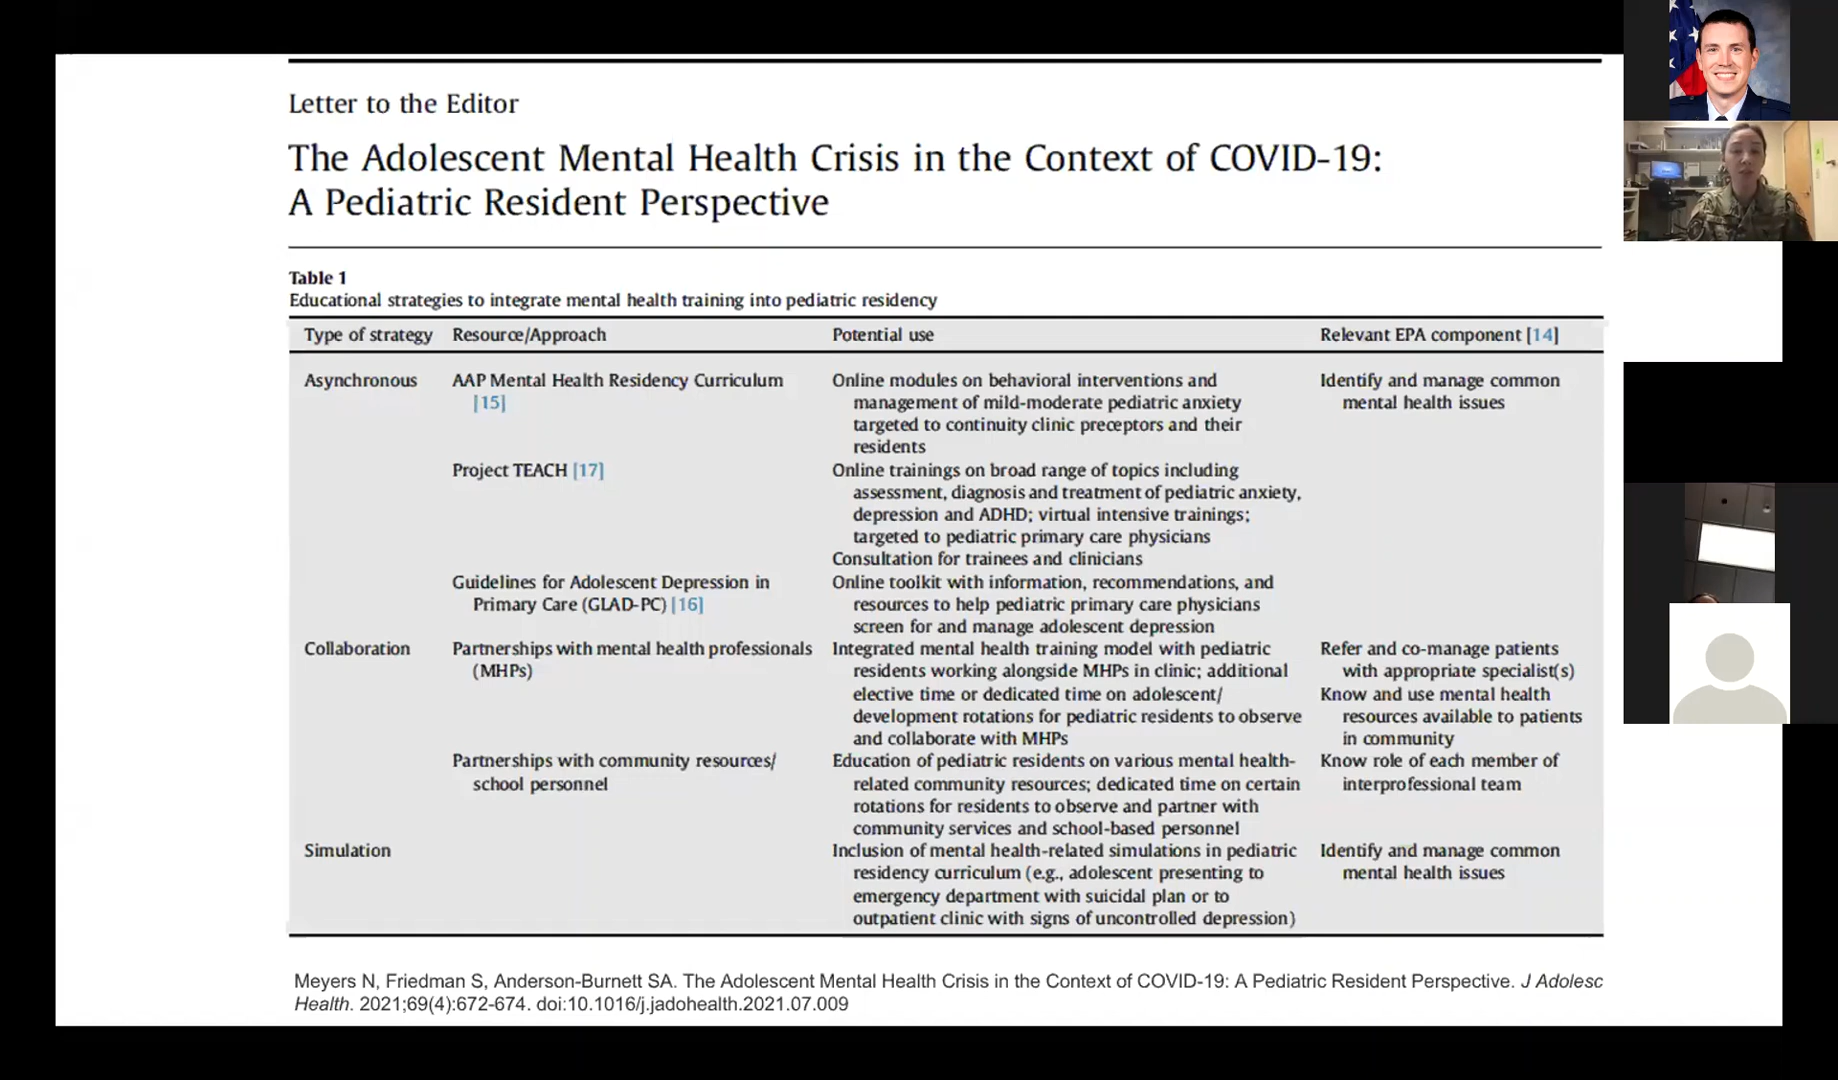 Letter to the Editor
The Adolescent Mental Health Crisis in the Context of COVID-19:
A Pediatric Resident Perspective
Table 1
Educational strategies to integrate mental health training into pediatric residency
Type of strategy Resource/Approach Potential use Relevant EPA component [14]
Asynchronous AAP Mental Health Residency Curriculum Online modules on behavioral interventions and Identify and manage common
[15] management of mild-moderate pediatric anxiety mental health issues
targeted to continuity clinic preceptors and their
residents
Project TEACH [17] Online trainings on broad range of topics including
assessment, diagnosis and treatment of pediatric anxiety,
depression and ADHD; virtual intensive trainings;
targeted to pediatric primary care physicians
Consultation for trainees and clinicians
Guidelines for Adolescent Depression in Online toolkit with information, recommendations, and
Primary Care (GLAD-PC) [16] resources to help pediatric primary care physicians
screen for and manage adolescent depression
Collaboration Partnerships with mental health professionals Integrated mental health training model with pediatric Refer and co-manage patients
(MHPs) residents working alongside MHPs in clinic; additional with appropriate specialist(s)
elective time or dedicated time on adolescent/ Know and use mental health
development rotations for pediatric residents to observe resources available to patients
and collaborate with MHPs in community
Partnerships with community resources/ Education of pediatric residents on various mental health- Know role of each member of
school personnel related community resources; dedicated time on certain interprofessional team
rotations for residents to observe and partner with
community services and school-based personnel
Simulation Inclusion of mental health-related simulations in pediatric Identify and manage common
residency curriculum (e.g., adolescent presenting to mental health issues
emergency department with suicidal plan or to
outpatient clinic with signs of uncontrolled depression)
Meyers N, Friedman S, Anderson-Burnett SA. The Adolescent Mental Health Crisis in the Context of COVID-19: A Pediatric Resident Perspective. J Adolesc
Health. 2021;69(4):672-674. doi:10.1016/j.jadohealth.2021.07.009